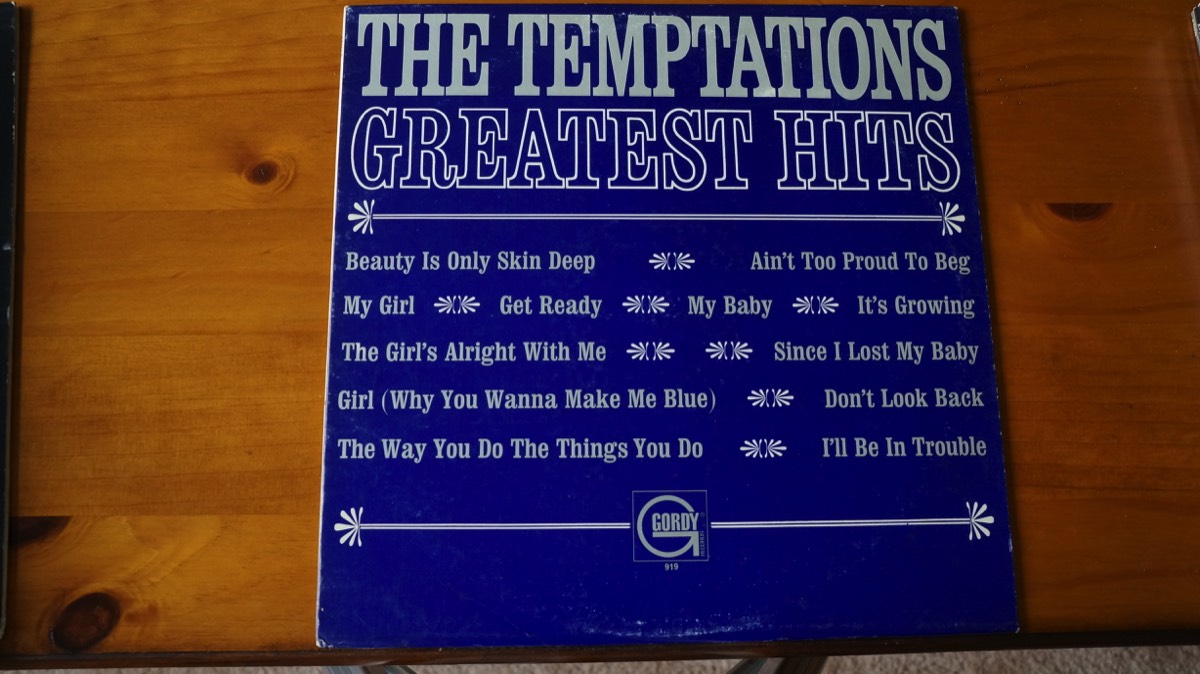 THE TEMPTATIONS
GREATEST HITS
Beauty Is Only Skin Deep Ain't Too Proud To Beg
My Girl Get Ready My Baby It's Growing
The Girl's Alright With Me Since I Lost My Baby
Girl (Why You Wanna Make Me Blue) Don't Look Back
The Way You Do The Things You Do I'll Be In Trouble
GORDY
919